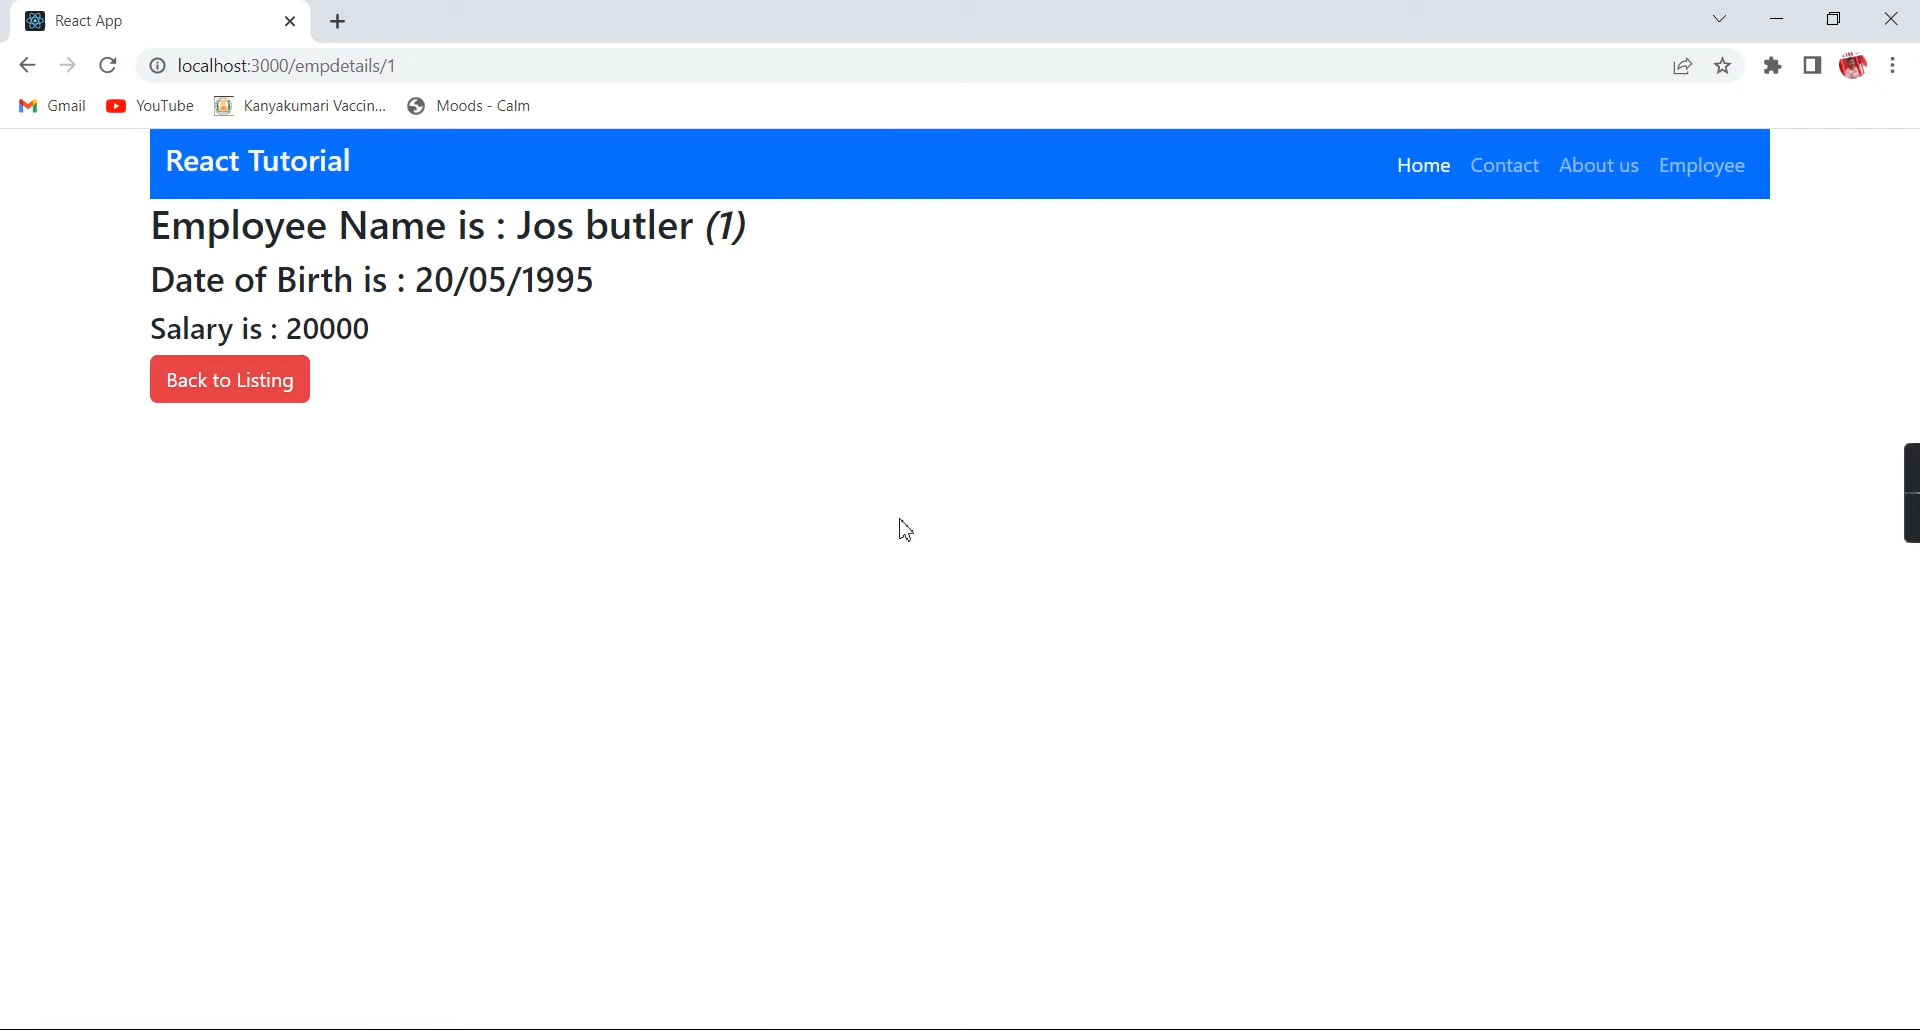 React App
localhost:3000/empdetails/1
Gmail YouTube Kanyakumari Vaccin... Moods - Calm
React Tutorial Home Contact About us Employee
Employee Name is : Jos butler (1)
Date of Birth is : 20/05/1995
Salary is : 20000
Back to Listing